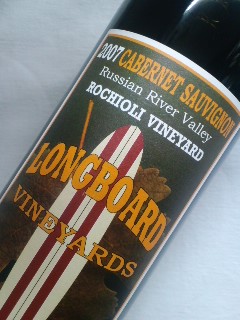 2007 CABERNET SAUVIGNON
Russian River Valley
ROCHIOLI VINEYARD
LONGBOARD
VINEYARDS